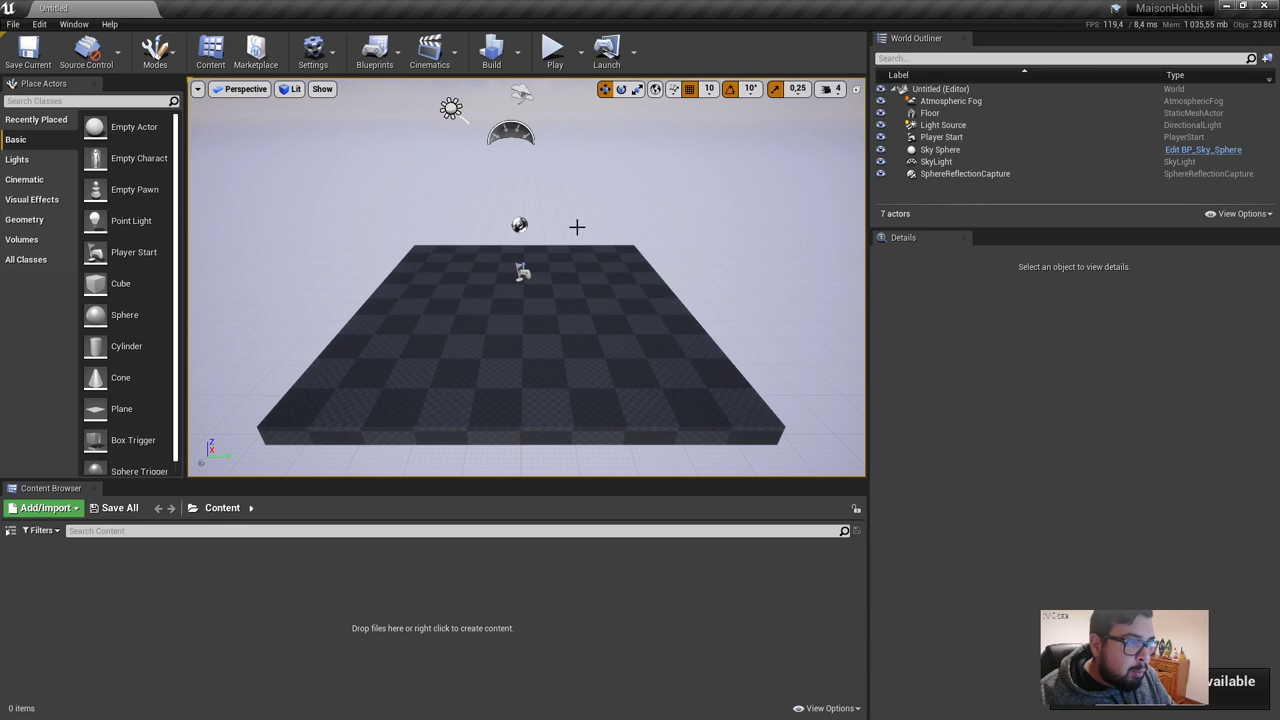 Untitled
MaisonHobbit
File Edit Window Help
FPS: 119,4 / 8,4 ms Mem: 1 035,55 mb Objs: 23 861
Save Current Source Control Modes Content Marketplace Settings Blueprints Cinematics Build Play Launch
World Outliner
Search...
Label Type
Untitled (Editor) World
Atmospheric Fog AtmosphericFog
Floor StaticMeshActor
Light Source DirectionalLight
Player Start PlayerStart
Sky Sphere Edit BP_Sky_Sphere
SkyLight SkyLight
SphereReflectionCapture SphereReflectionCapture
7 actors View Options
Place Actors
Search Classes
Recently Placed
Basic
Lights
Cinematic
Visual Effects
Geometry
Volumes
All Classes
Empty Actor
Empty Charact
Empty Pawn
Point Light
Player Start
Cube
Sphere
Cylinder
Cone
Plane
Box Trigger
Sphere Trigger
Perspective Lit Show
10 10° 0,25 4
Z
X
Details
Select an object to view details.
Content Browser
Add/Import Save All Content
Filters Search Content
Drop files here or right click to create content.
0 items View Options
vailable